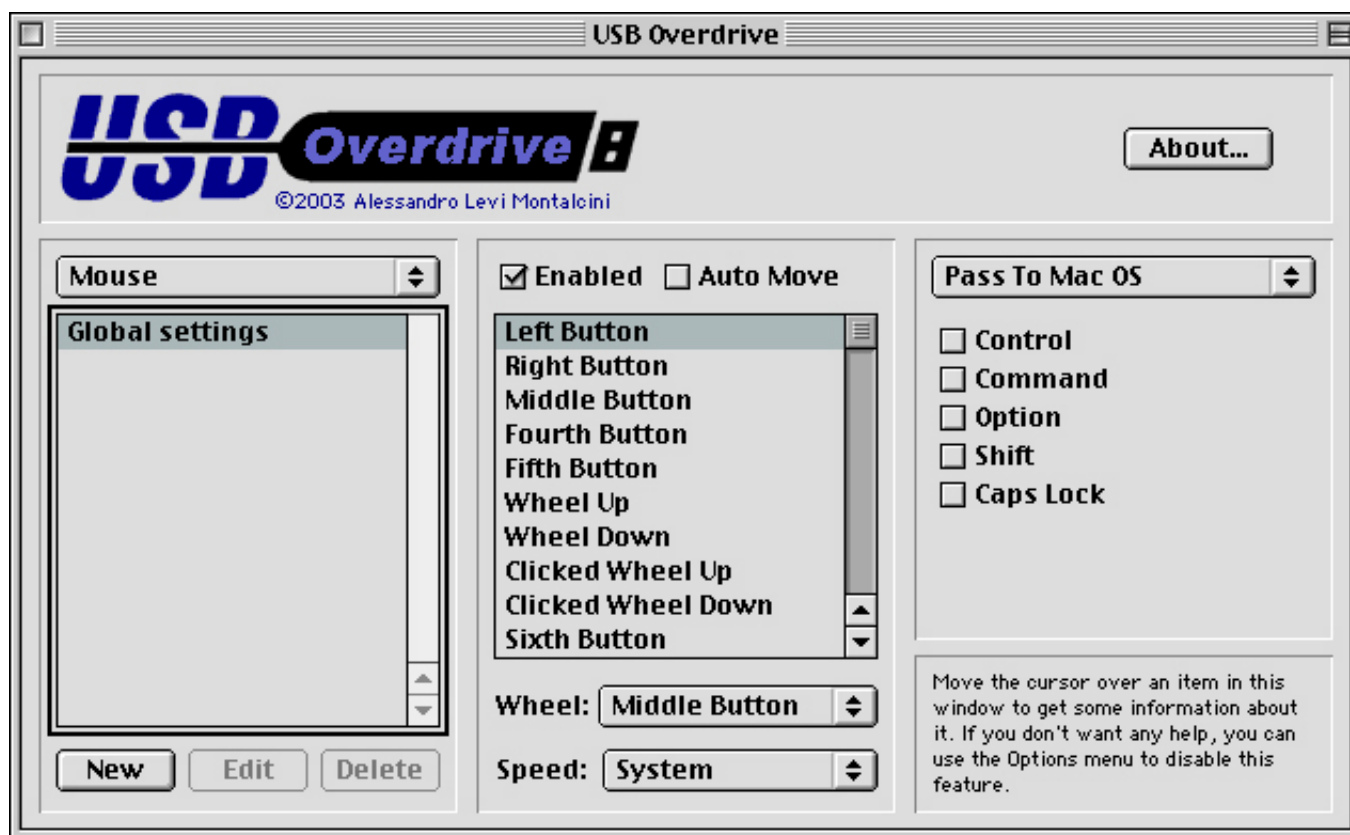 USB Overdrive
USB Overdrive
©2003 Alessandro Levi Montalcini
About...
Mouse
Global settings
New
Edit
Delete
Enabled
Auto Move
Left Button
Right Button
Middle Button
Fourth Button
Fifth Button
Wheel Up
Wheel Down
Clicked Wheel Up
Clicked Wheel Down
Sixth Button
Wheel: Middle Button
Speed: System
Pass To Mac OS
Control
Command
Option
Shift
Caps Lock
Move the cursor over an item in this
window to get some information about
it. If you don't want any help, you can
use the Options menu to disable this
feature.